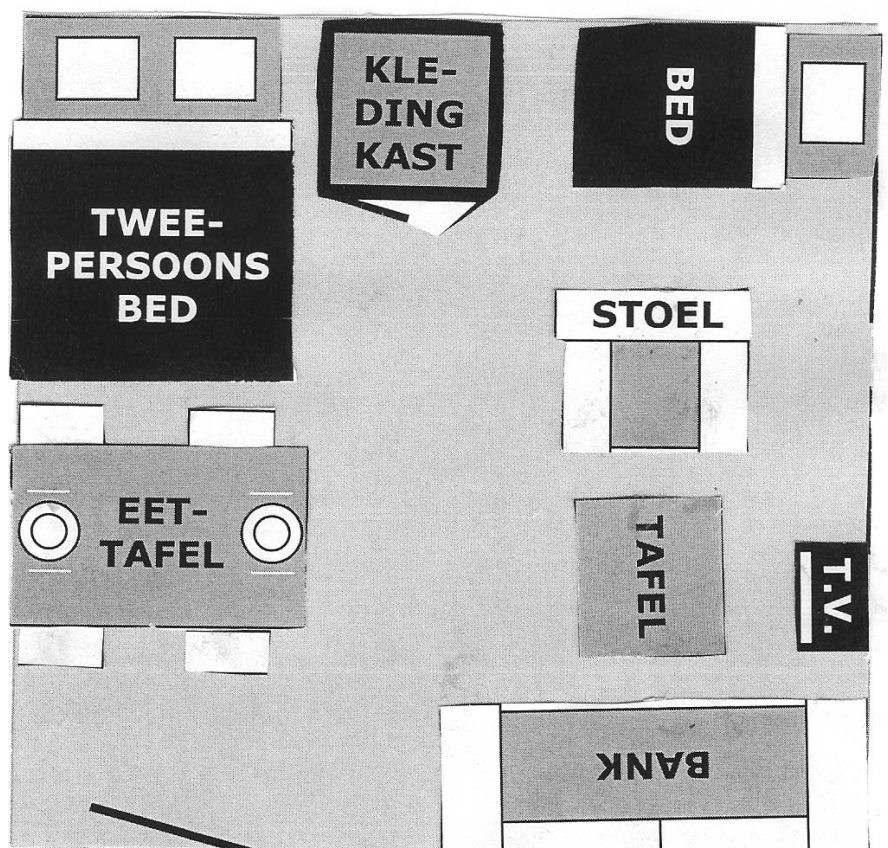 KLE-
DING
KAST
BED
TWEE-
PERSOONS
BED
STOEL
EET-
TAFEL
TAFEL
T.V.
BANK